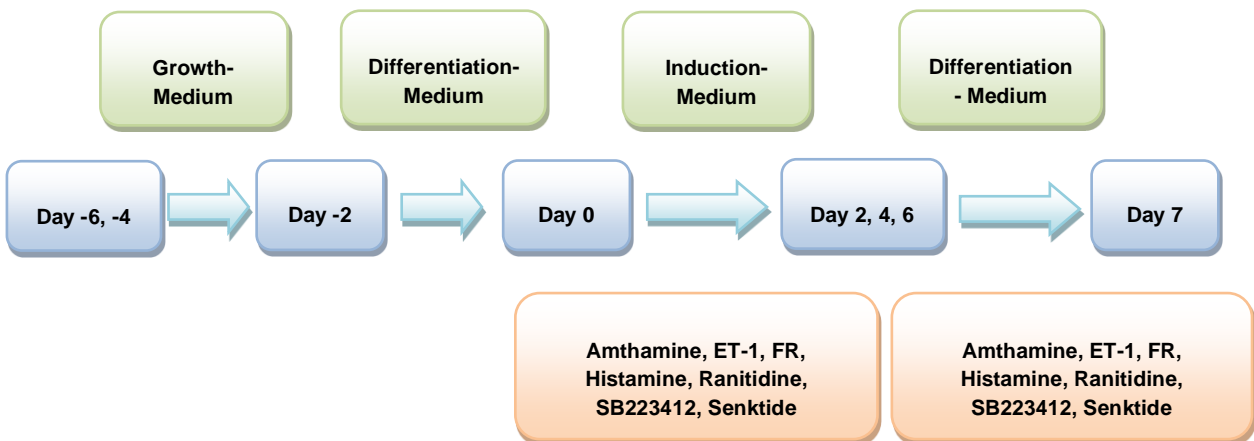 Growth-
Medium
Differentiation-
Medium
Induction-
Medium
Differentiation
- Medium
Day -6, -4
Day -2
Day 0
Day 2, 4, 6
Day 7
Amthamine, ET-1, FR,
Histamine, Ranitidine,
SB223412, Senktide
Amthamine, ET-1, FR,
Histamine, Ranitidine,
SB223412, Senktide